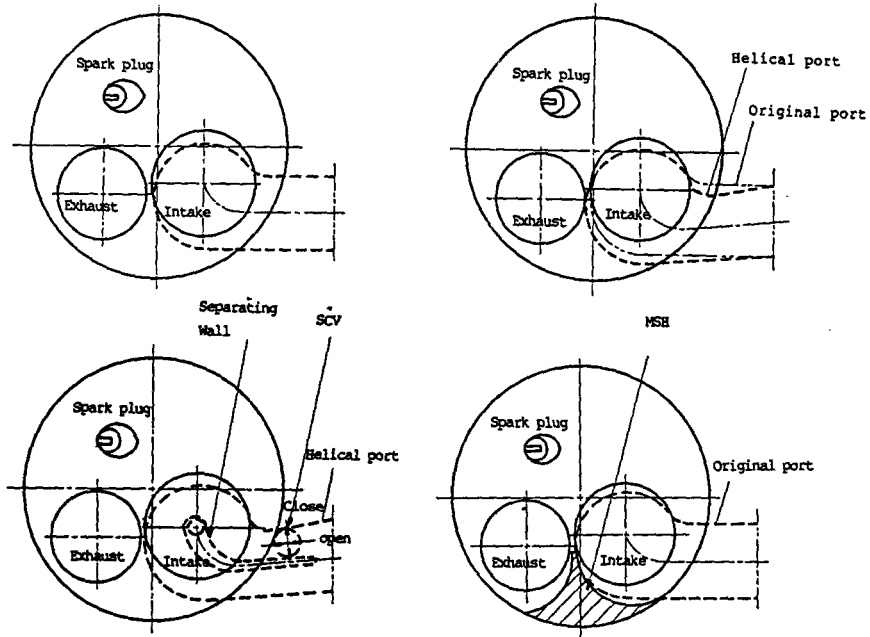 Spark plug
Exhaust
Intake
Spark plug
Helical port
Original port
Exhaust
Intake
Separating
Wall
SCV
Spark plug
Helical port
Close
open
Exhaust
Intake
MSH
Spark plug
Original port
Exhaust
Intake